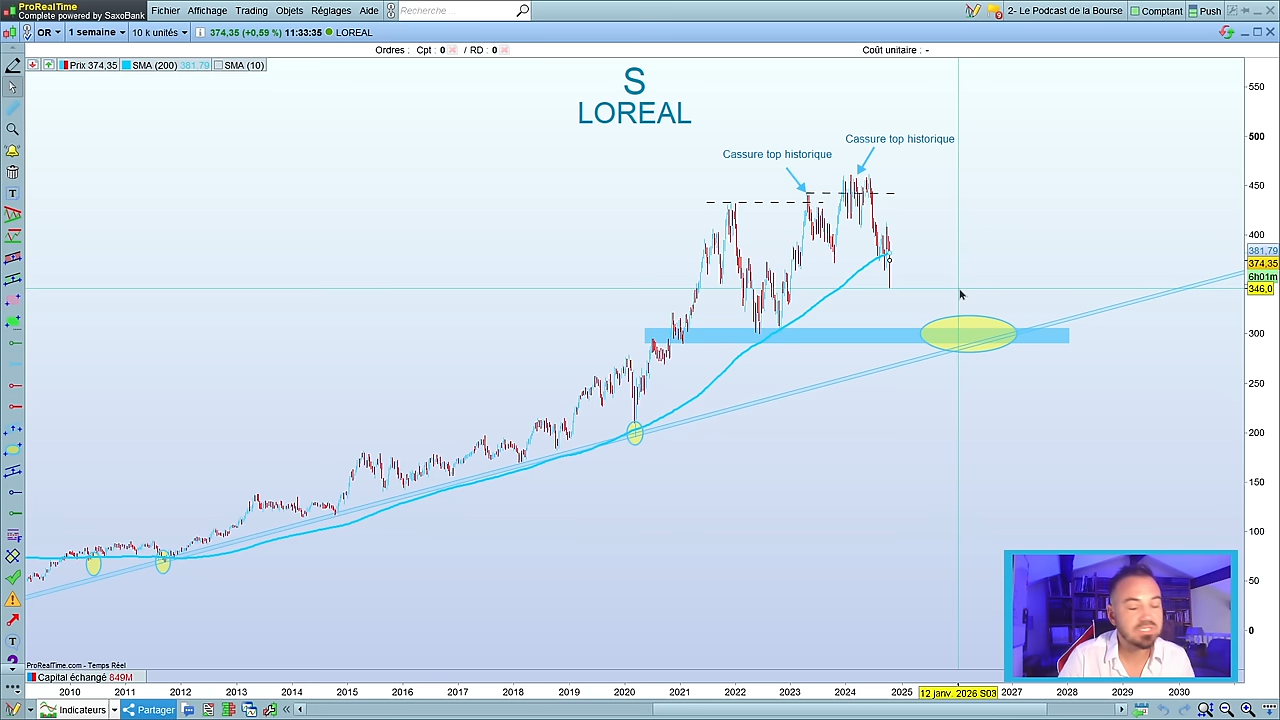 ProRealTime
Complete powered by SaxoBank
Fichier Affichage Trading Objets Réglages Aide
Recherche
2- Le Podcast de la Bourse
Comptant
Push
OR
1 semaine
10 k unités
374,35 (+0,59 %) 11:33:35
LOREAL
Ordres : Cpt : 0 / RD : 0
Coût unitaire : -
Prix 374,35
SMA (200) 381.79
SMA (10)
S
LOREAL
Cassure top historique
Cassure top historique
550
500
450
400
381,79
374,35
6h01m
346,0
300
250
200
150
100
50
0
ProRealTime.com - Temps Réel
Capital échangé 849M
2010 2011 2012 2013 2014 2015 2016 2017 2018 2019 2020 2021 2022 2023 2024 2025 12 janv. 2026 S03 2027 2028 2029 2030
Indicateurs
Partager